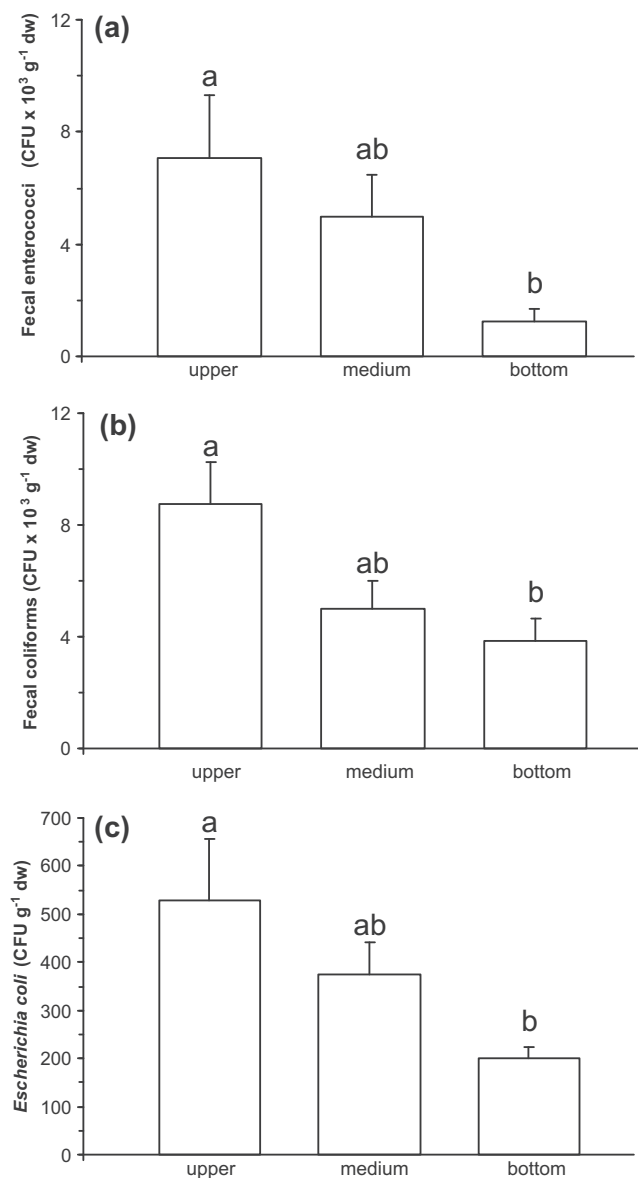 (a)
Fecal enterococci (CFU x 10³ g⁻¹ dw)
12
8
4
0
a
ab
b
upper medium bottom
(b)
Fecal coliforms (CFU x 10³ g⁻¹ dw)
12
8
4
0
a
ab
b
upper medium bottom
(c)
Escherichia coli (CFU g⁻¹ dw)
700
600
500
400
300
200
100
0
a
ab
b
upper medium bottom